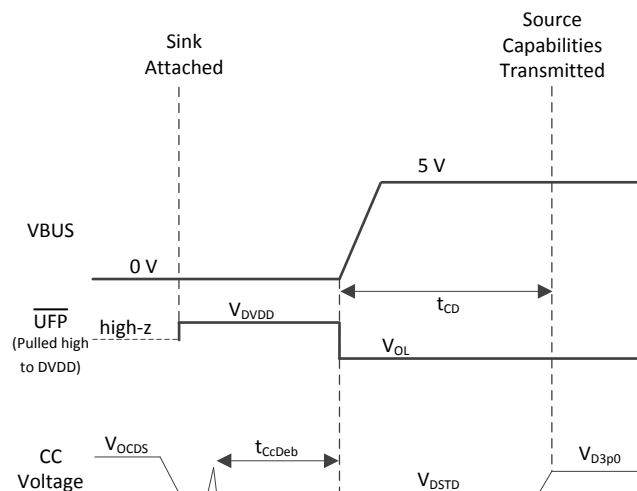 Sink
Attached
Source
Capabilities
Transmitted
5 V
VBUS
0 V
tCD
UFP
(Pulled high
to DVDD)
high-z
VDVDD
VOL
CC
Voltage
VOCDS
tCcDeb
VDSTD
VD3p0